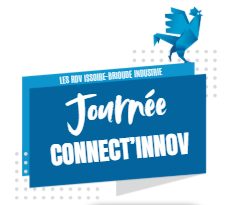 LES RDV ISSOIRE-BRIOUDE INDUSTRIE
Journée
CONNECT'INNOV